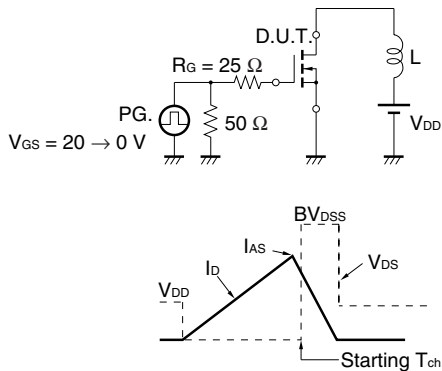 D.U.T.
L
RG = 25 Ω
PG.
50 Ω
VDD
VGS = 20 → 0 V
BVDSS
IAS
ID
VDS
VDD
Starting Tch